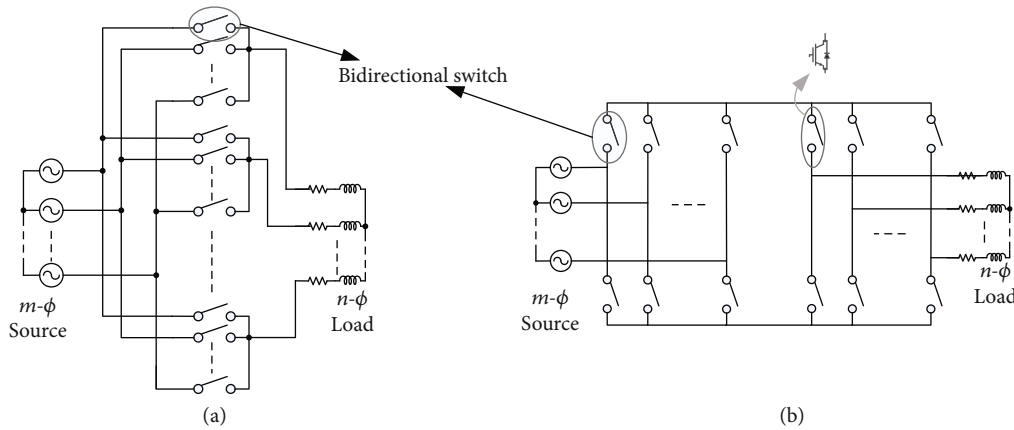 Bidirectional switch
m-ϕ
Source
n-ϕ
Load
(a)
m-ϕ
Source
n-ϕ
Load
(b)